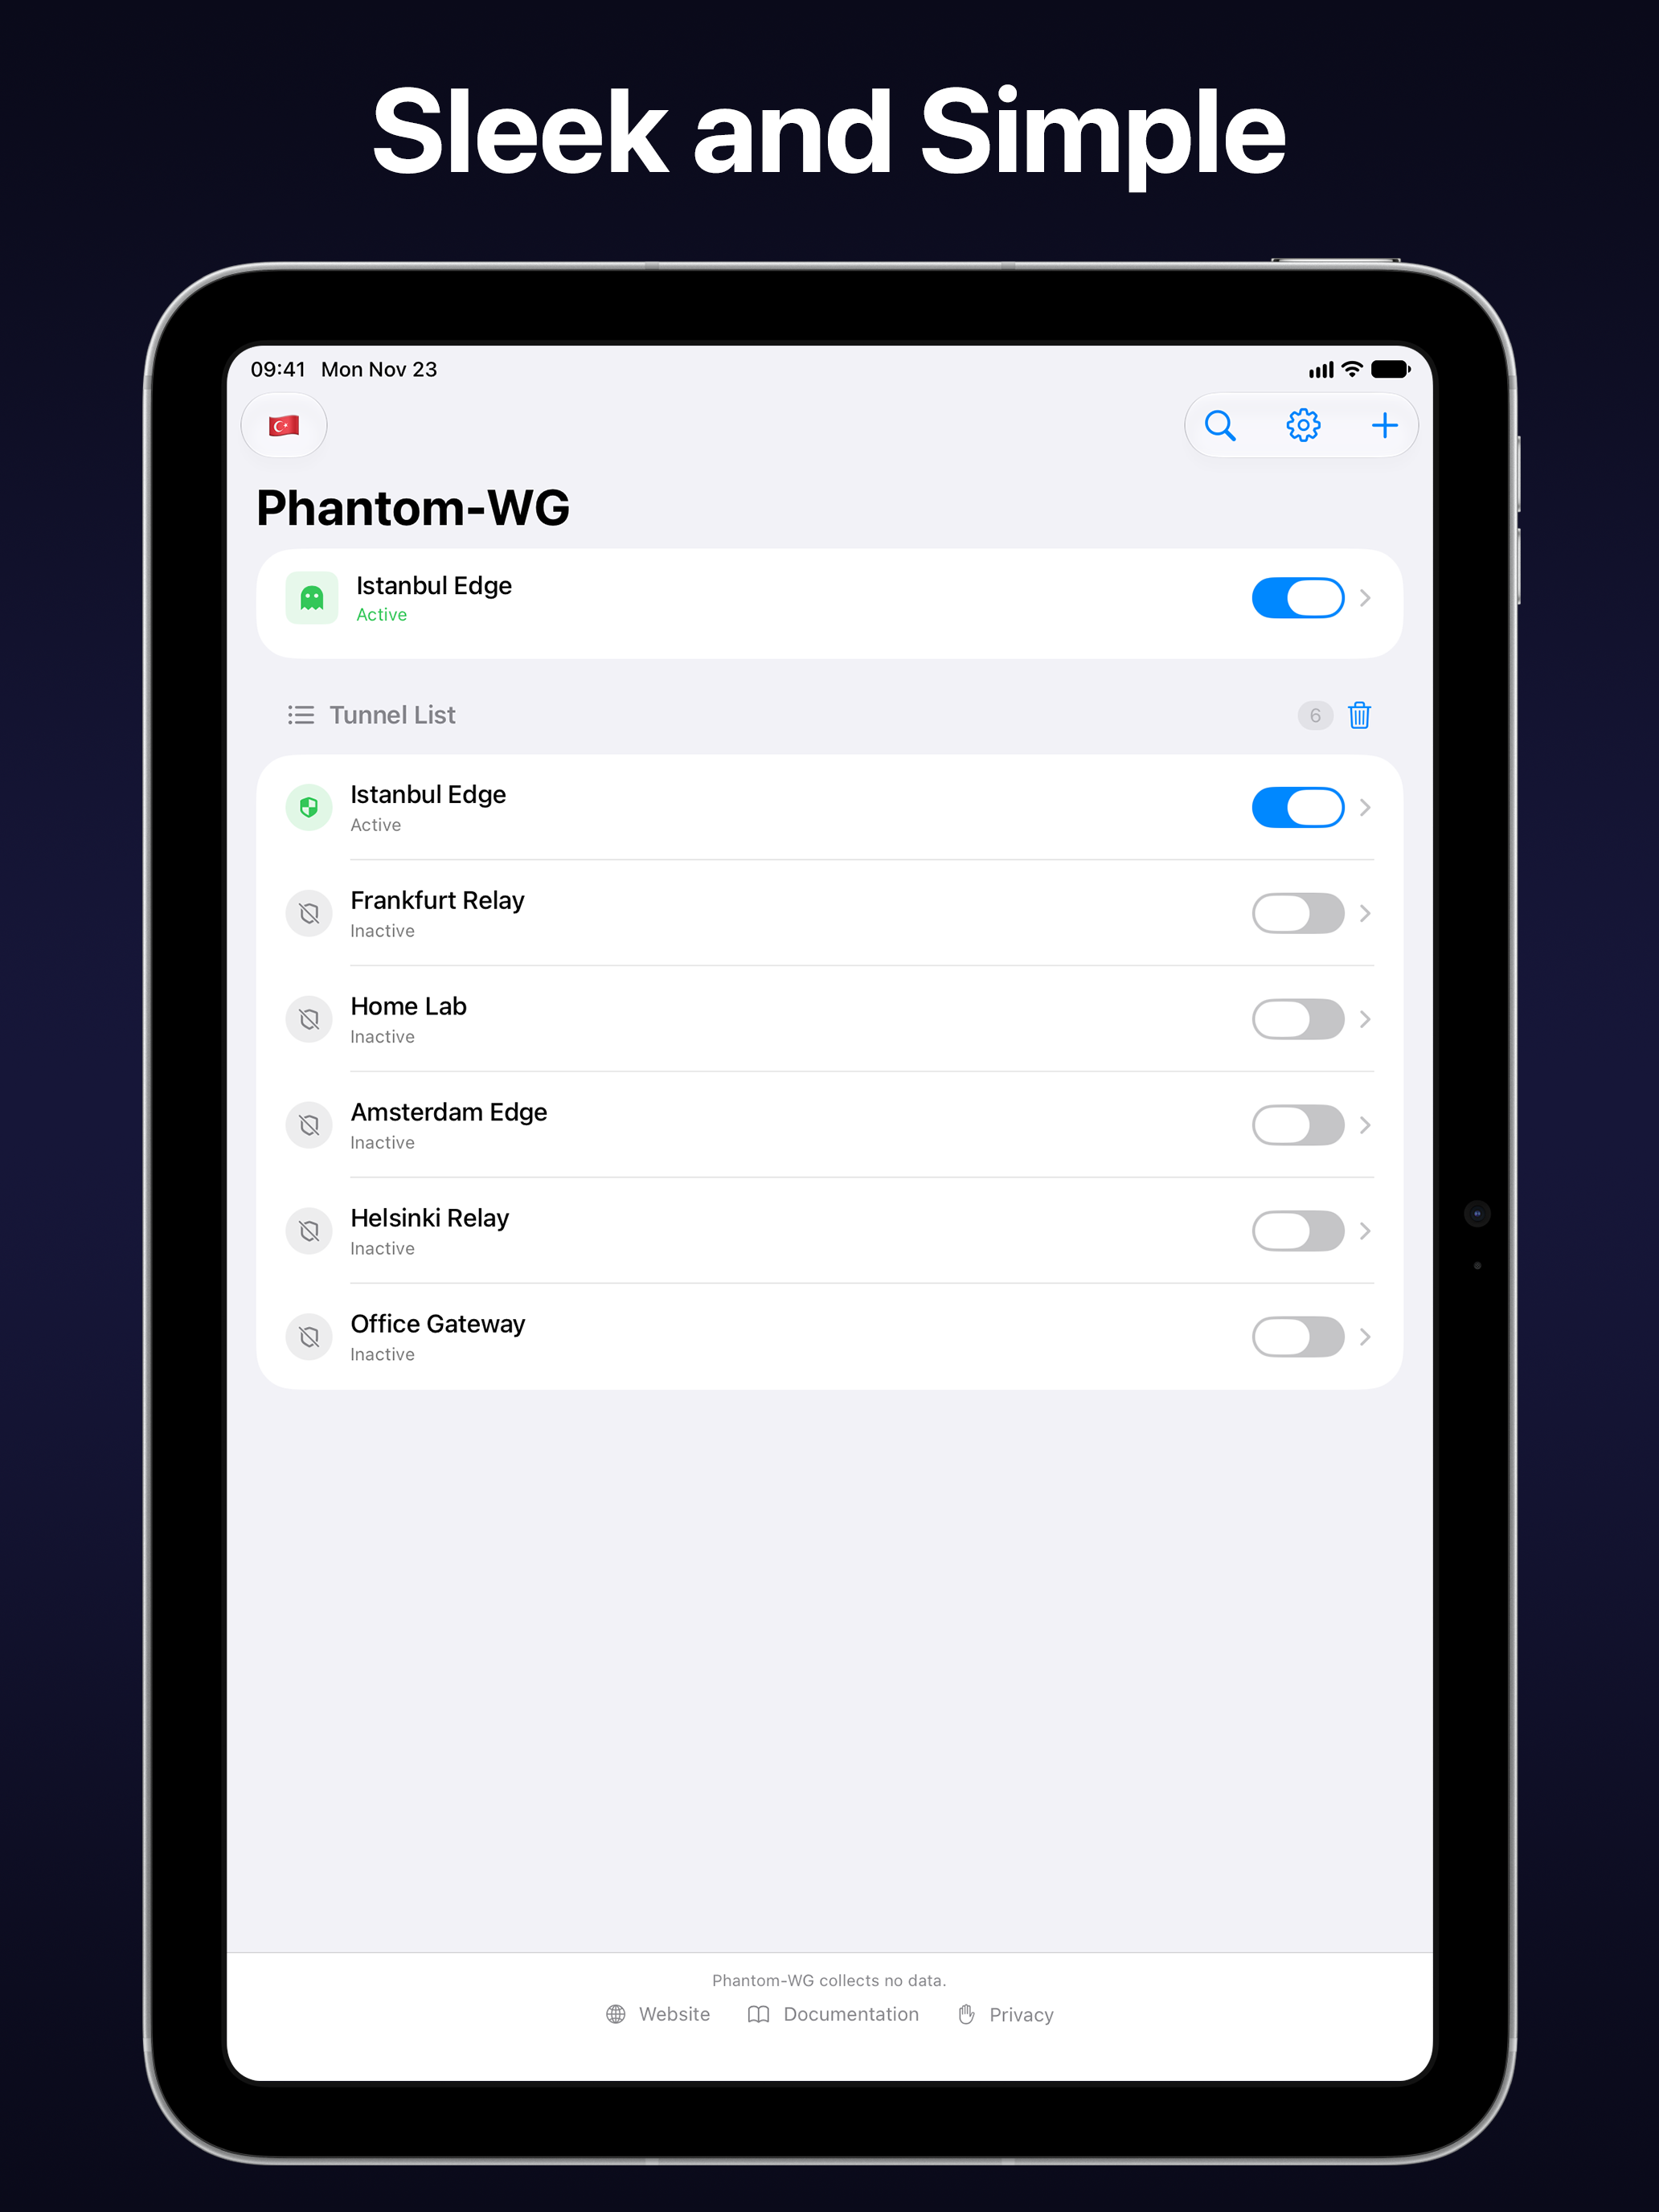 Sleek and Simple
09:41 Mon Nov 23
Phantom-WG
Istanbul Edge
Active
Tunnel List 6
Istanbul Edge
Active
Frankfurt Relay
Inactive
Home Lab
Inactive
Amsterdam Edge
Inactive
Helsinki Relay
Inactive
Office Gateway
Inactive
Phantom-WG collects no data.
Website Documentation Privacy